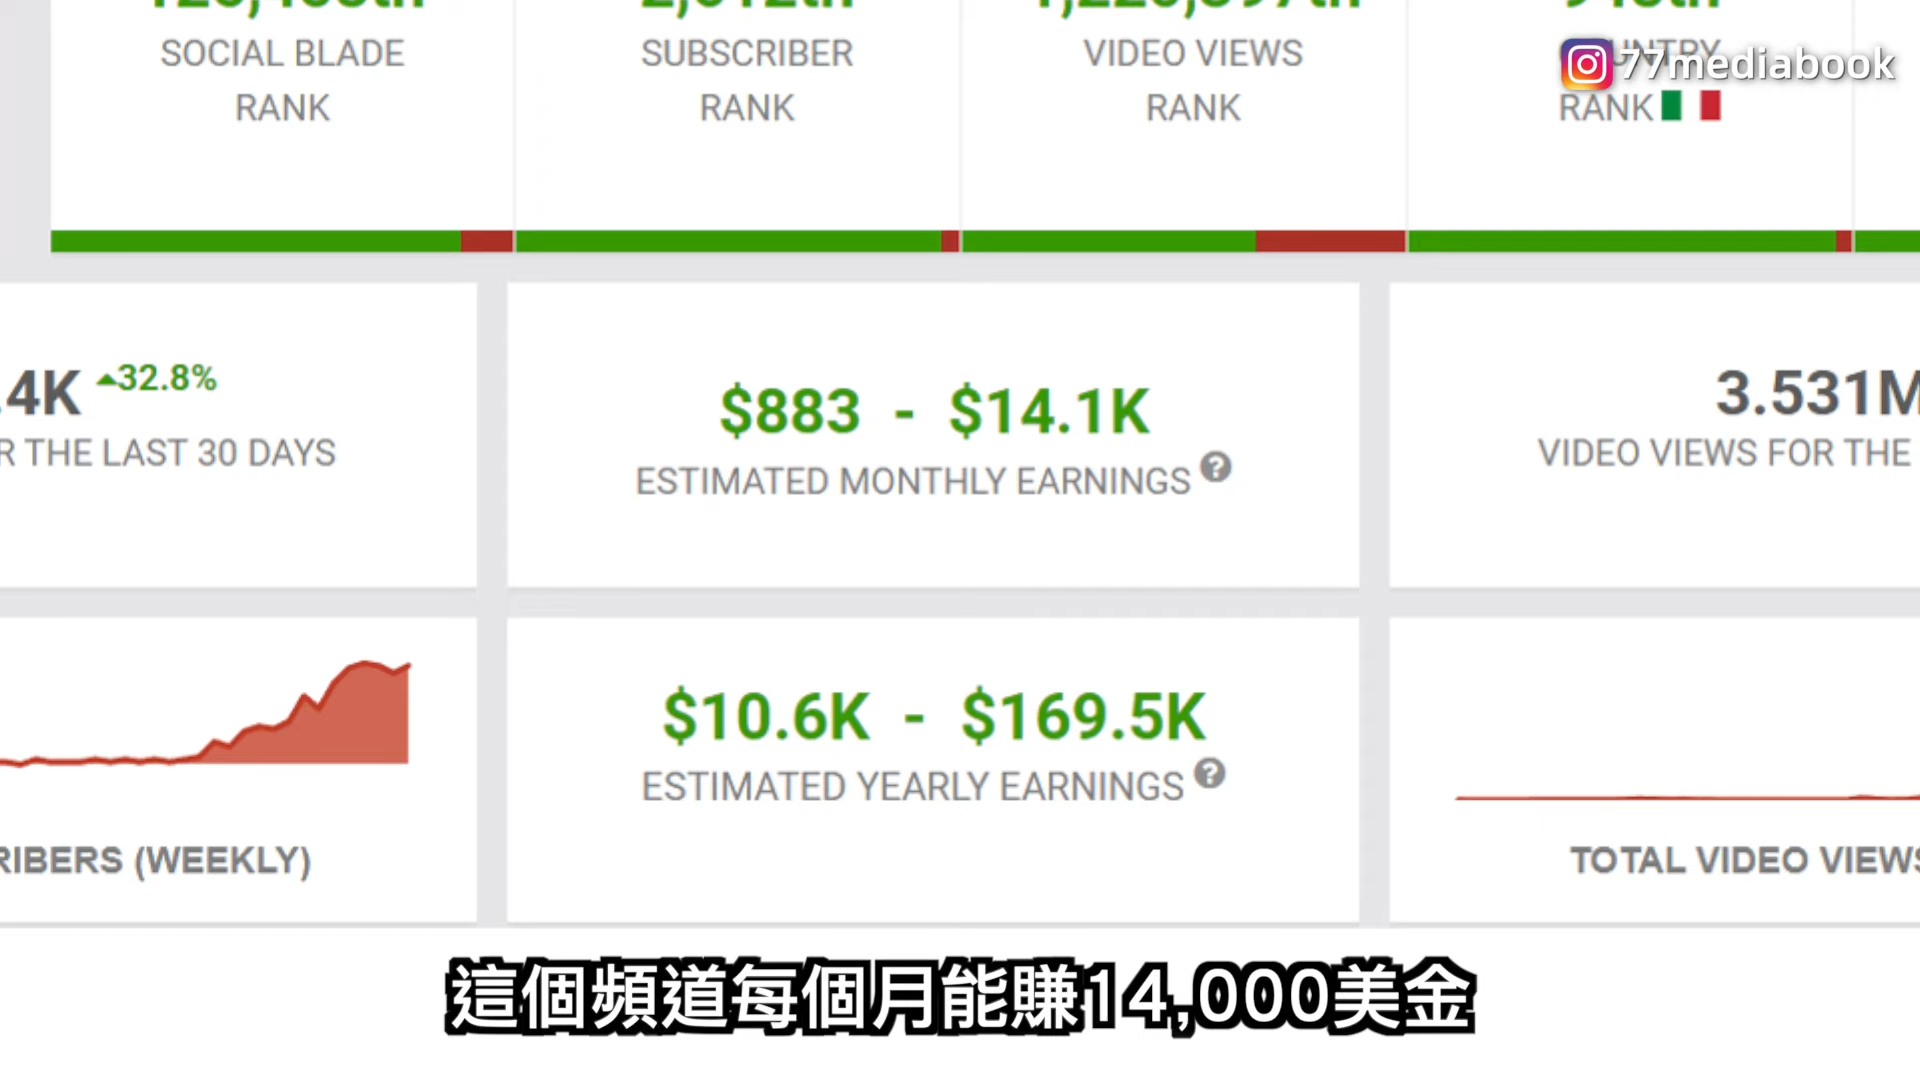 SOCIAL BLADE
RANK
SUBSCRIBER
RANK
VIDEO VIEWS
RANK
77mediabook
RANK
.4K 32.8%
R THE LAST 30 DAYS
$883 - $14.1K
ESTIMATED MONTHLY EARNINGS ?
3.531M
VIDEO VIEWS FOR THE
RIBERS (WEEKLY)
$10.6K - $169.5K
ESTIMATED YEARLY EARNINGS ?
TOTAL VIDEO VIEWS
這個頻道每個月能賺14,000美金